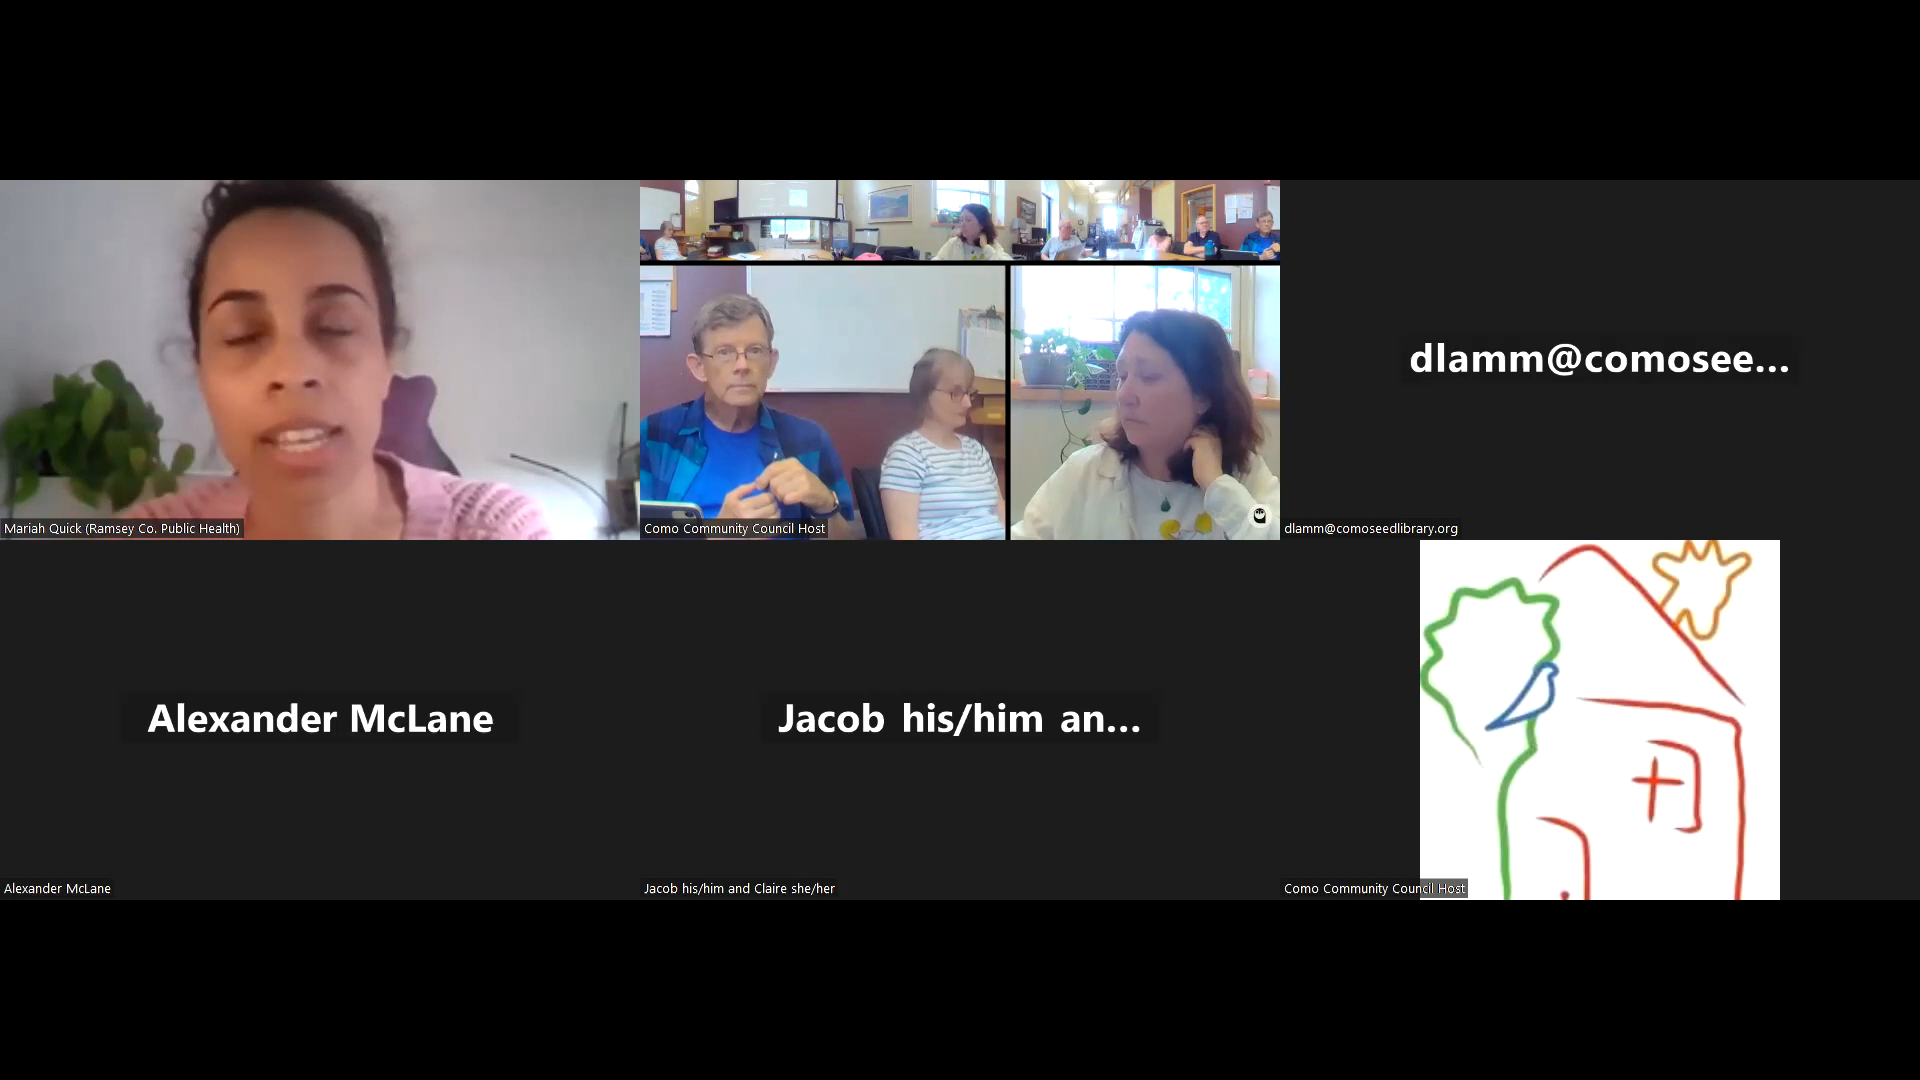 Mariah Quick (Ramsey Co. Public Health)
Como Community Council Host
dlamm@comosee...
dlamm@comoseedlibrary.org
Alexander McLane
Alexander McLane
Jacob his/him an...
Jacob his/him and Claire she/her
Como Community Council Host